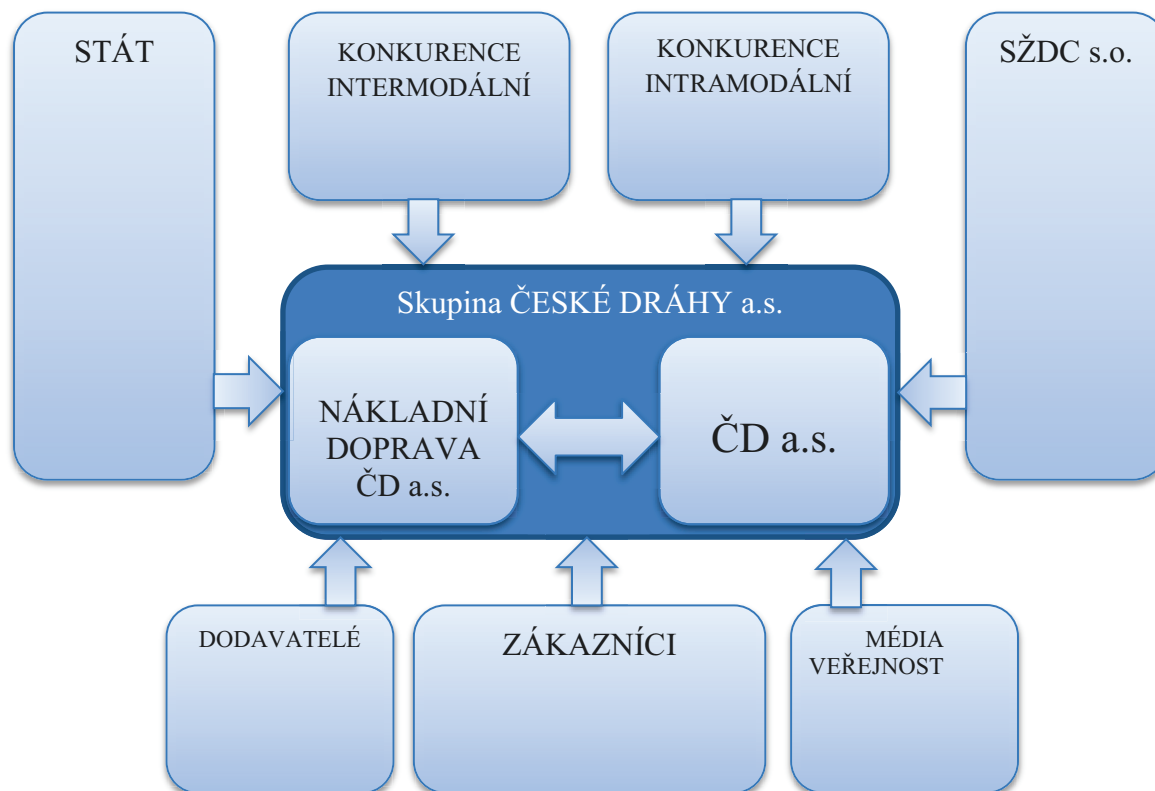 STÁT
KONKURENCE
INTERMODÁLNÍ
KONKURENCE
INTRAMODÁLNÍ
SŽDC s.o.
Skupina ČESKÉ DRÁHY a.s.
NÁKLADNÍ
DOPRAVA
ČD a.s.
ČD a.s.
DODAVATELÉ
ZÁKAZNÍCI
MÉDIA
VEŘEJNOST